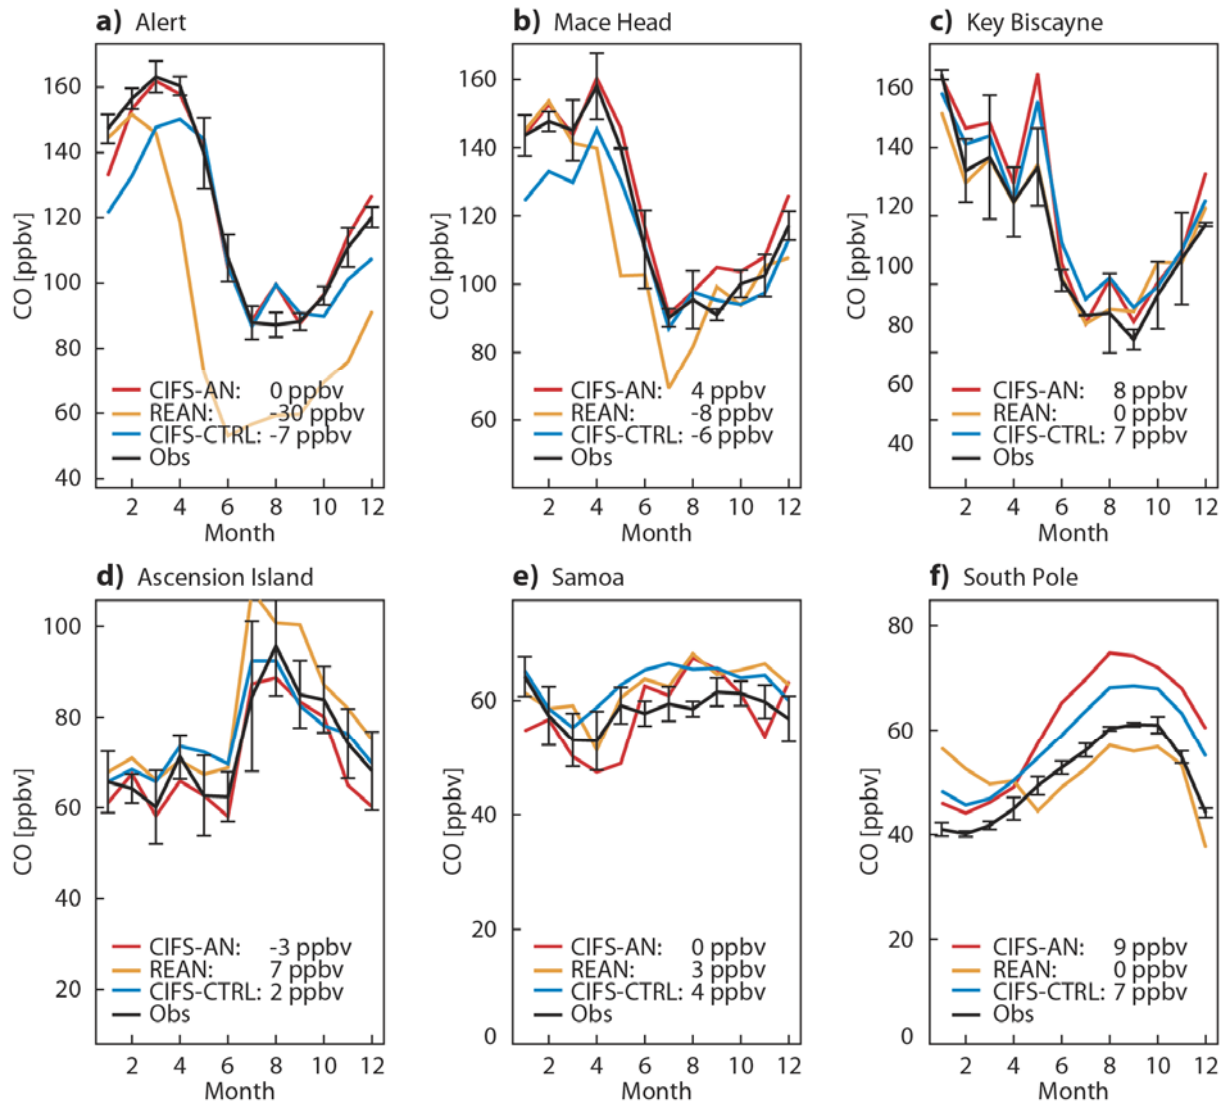 a) Alert
160
140
120
100
80
60
40
CO [ppbv]
CIFS-AN: 0 ppbv
REAN: -30 ppbv
CIFS-CTRL: -7 ppbv
Obs
2 4 6 8 10 12
Month
b) Mace Head
160
140
120
100
80
60
CO [ppbv]
CIFS-AN: 4 ppbv
REAN: -8 ppbv
CIFS-CTRL: -6 ppbv
Obs
2 4 6 8 10 12
Month
c) Key Biscayne
160
140
120
100
80
60
40
CO [ppbv]
CIFS-AN: 8 ppbv
REAN: 0 ppbv
CIFS-CTRL: 7 ppbv
Obs
2 4 6 8 10 12
Month
d) Ascension Island
100
80
60
40
20
CO [ppbv]
CIFS-AN: -3 ppbv
REAN: 7 ppbv
CIFS-CTRL: 2 ppbv
Obs
2 4 6 8 10 12
Month
e) Samoa
60
40
20
0
CO [ppbv]
CIFS-AN: 0 ppbv
REAN: 3 ppbv
CIFS-CTRL: 4 ppbv
Obs
2 4 6 8 10 12
Month
f) South Pole
80
60
40
20
0
CO [ppbv]
CIFS-AN: 9 ppbv
REAN: 0 ppbv
CIFS-CTRL: 7 ppbv
Obs
2 4 6 8 10 12
Month